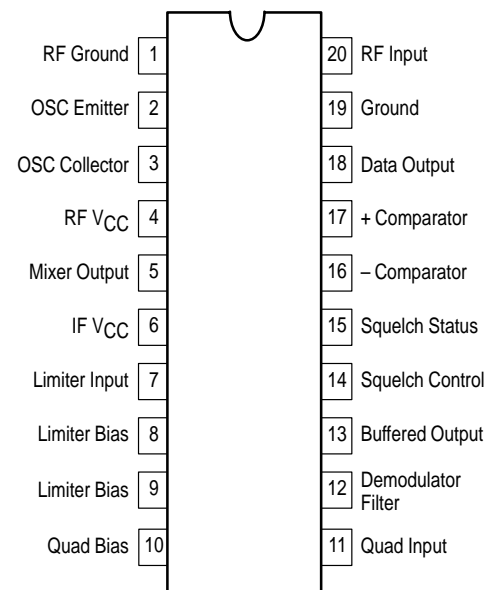 RF Ground 1
OSC Emitter 2
OSC Collector 3
RF VCC 4
Mixer Output 5
IF VCC 6
Limiter Input 7
Limiter Bias 8
Limiter Bias 9
Quad Bias 10
20 RF Input
19 Ground
18 Data Output
17 + Comparator
16 – Comparator
15 Squelch Status
14 Squelch Control
13 Buffered Output
12 Demodulator
Filter
11 Quad Input